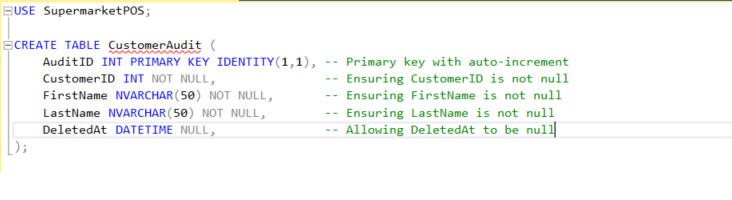 USE SupermarketPOS;
CREATE TABLE CustomerAudit (
AuditID INT PRIMARY KEY IDENTITY(1,1), -- Primary key with auto-increment
CustomerID INT NOT NULL, -- Ensuring CustomerID is not null
FirstName NVARCHAR(50) NOT NULL, -- Ensuring FirstName is not null
LastName NVARCHAR(50) NOT NULL, -- Ensuring LastName is not null
DeletedAt DATETIME NULL, -- Allowing DeletedAt to be null
);